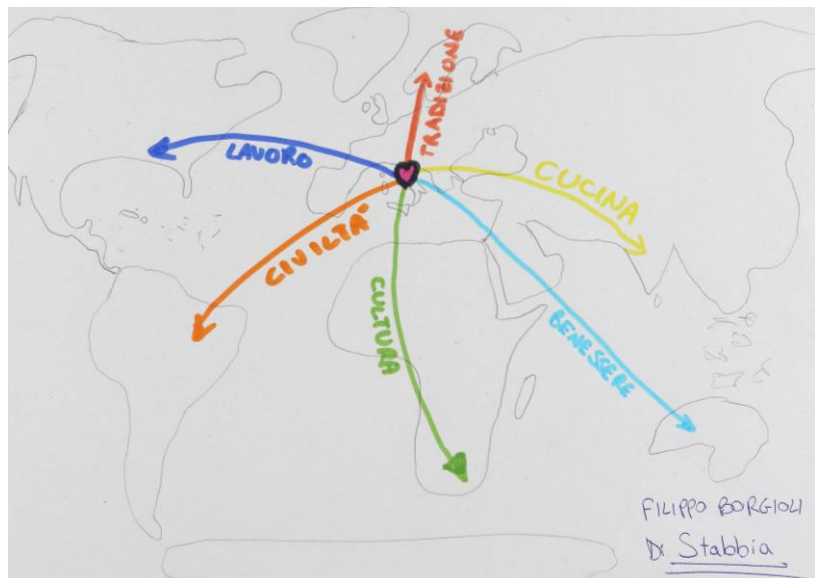 TRADIZIONE
LAVORO
CUCINA
CIVILTÀ
CULTURA
BENESSERE
FILIPPO BORGIOLI
Di Stabbia